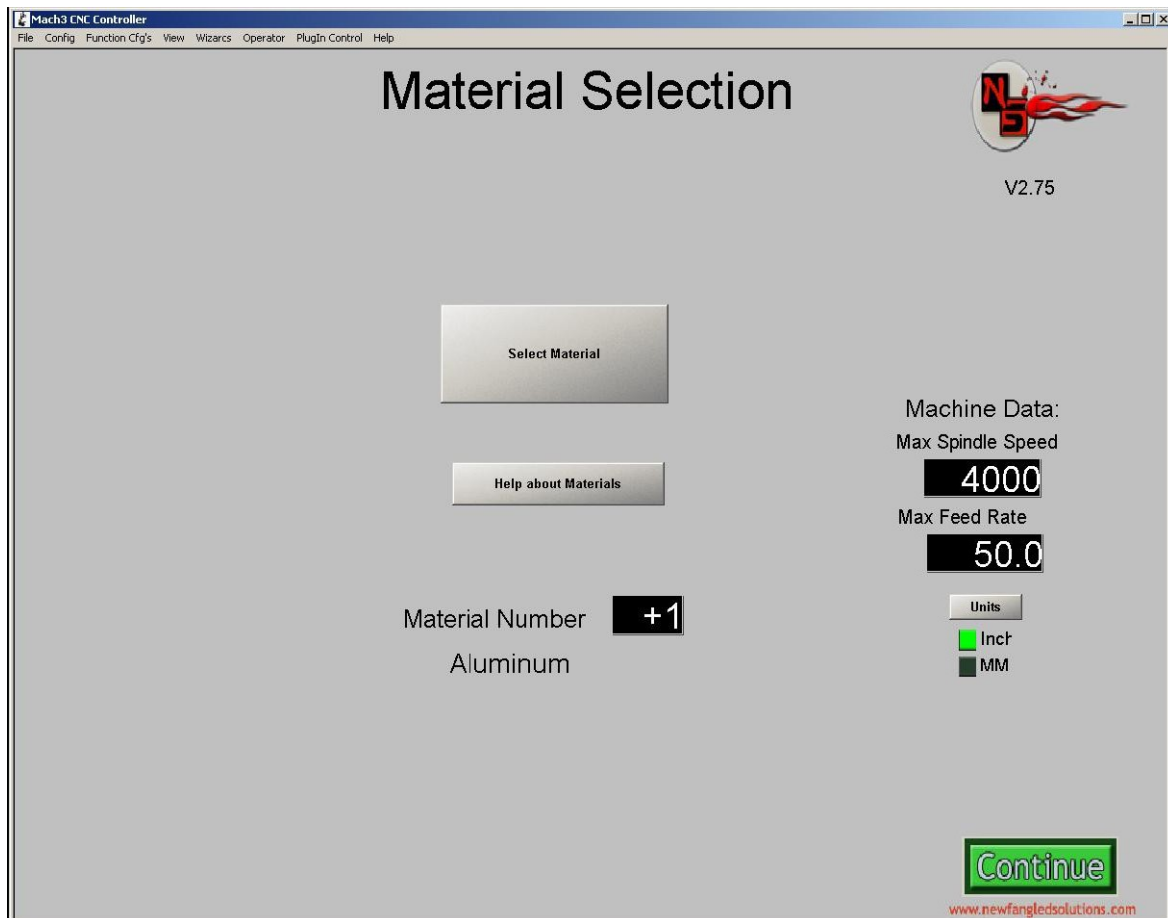 Mach3 CNC Controller
File Config Function Cfg's View Wizarcs Operator PlugIn Control Help
Material Selection
NS
V2.75
Select Material
Help about Materials
Material Number +1
Aluminum
Machine Data:
Max Spindle Speed
4000
Max Feed Rate
50.0
Units
Inch
MM
Continue
www.newfangledsolutions.com